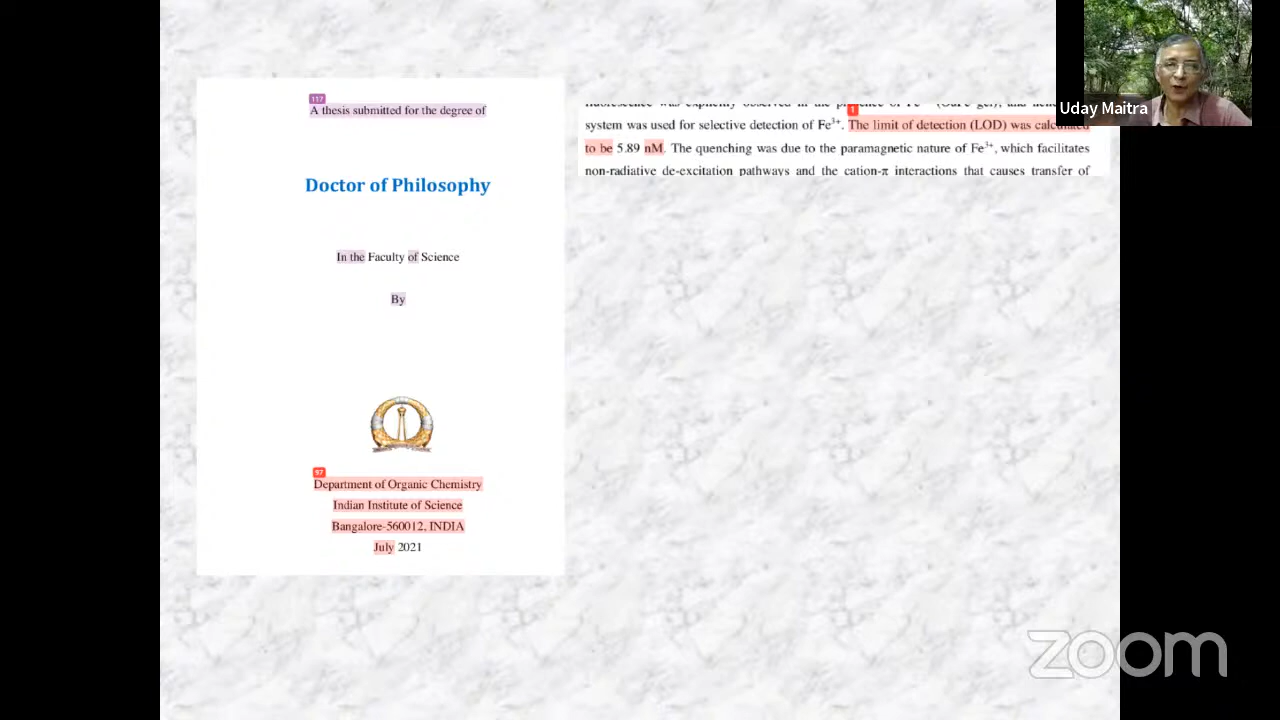 117
A thesis submitted for the degree of
Doctor of Philosophy
In the Faculty of Science
By
97
Department of Organic Chemistry
Indian Institute of Science
Bangalore-560012, INDIA
July 2021
1
system was used for selective detection of Fe³⁺. The limit of detection (LOD) was calculated
to be 5.89 nM. The quenching was due to the paramagnetic nature of Fe³⁺, which facilitates
non-radiative de-excitation pathways and the cation-π interactions that causes transfer of
Uday Maitra
zoom